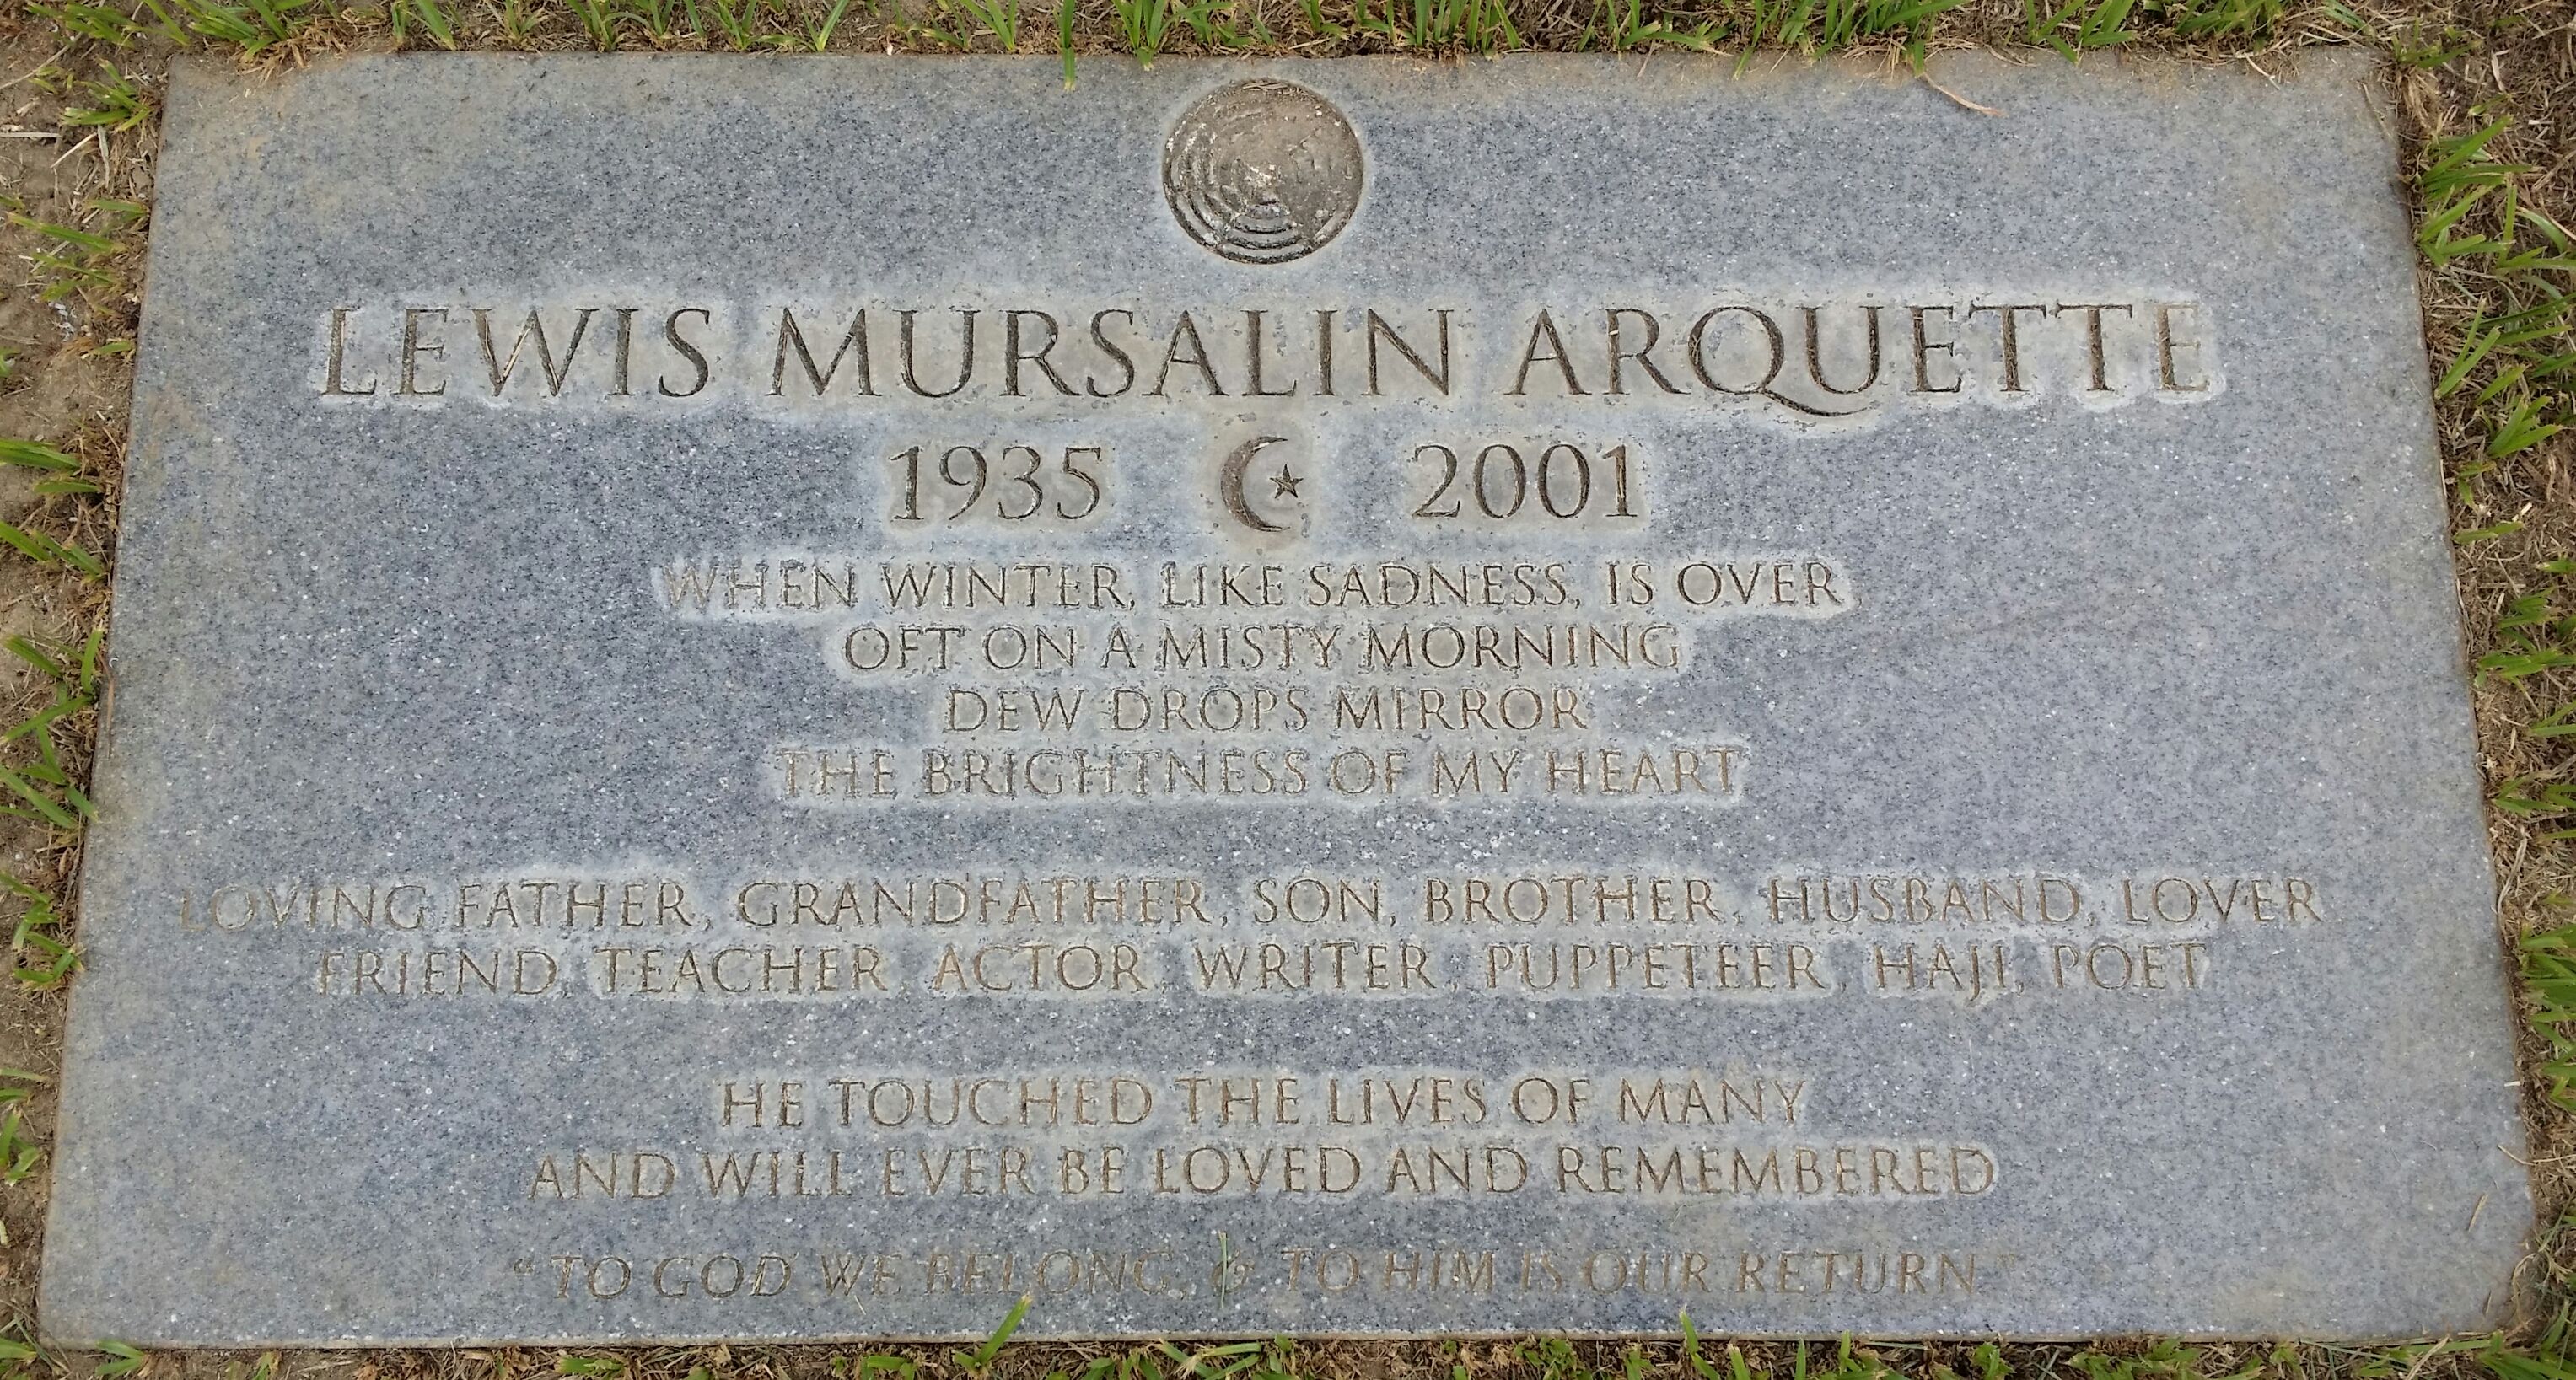 LEWIS MURSALIN ARQUETTE
1935 ☪ 2001
WHEN WINTER, LIKE SADNESS, IS OVER
OFT ON A MISTY MORNING
DEW DROPS MIRROR
THE BRIGHTNESS OF MY HEART
LOVING FATHER, GRANDFATHER, SON, BROTHER, HUSBAND, LOVER
FRIEND, TEACHER, ACTOR, WRITER, PUPPETEER, HAJI, POET
HE TOUCHED THE LIVES OF MANY
AND WILL EVER BE LOVED AND REMEMBERED
"TO GOD WE BELONG, & TO HIM IS OUR RETURN"